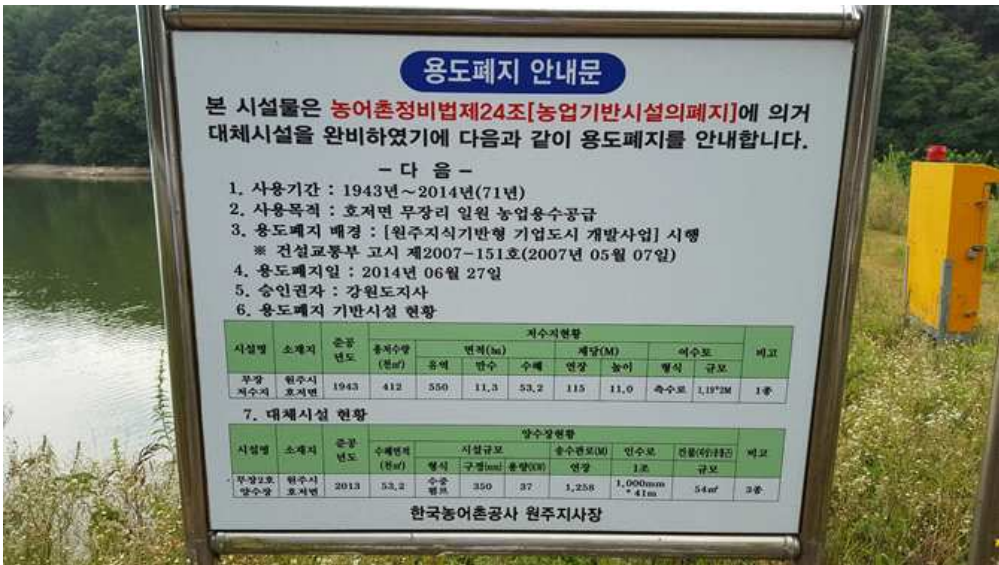 용도폐지 안내문
본 시설물은 농어촌정비법제24조[농업기반시설의폐지]에 의거
대체시설을 완비하였기에 다음과 같이 용도폐지를 안내합니다.
- 다 음 -
1. 사용기간 : 1943년~2014년(71년)
2. 사용목적 : 호저면 무장리 일원 농업용수공급
3. 용도폐지 배경 : [원주지식기반형 기업도시 개발사업] 시행
※ 건설교통부 고시 제2007-151호(2007년 05월 07일)
4. 용도폐지일 : 2014년 06월 27일
5. 승인권자 : 강원도지사
6. 용도폐지 기반시설 현황
시설명 소재지 준공년도 저수지현황 비고
총저수량(천㎥) 면적(ha) 제당(M) 여수토
유역 만수 수혜 연장 높이 형식 규모
무장저수지 원주시 호저면 1943 412 550 11.3 53.2 115 11.0 측수로 1.19*2M 1종
7. 대체시설 현황
시설명 소재지 준공년도 양수장현황 비고
수혜면적 시설규모 송수관로(M) 인수로
형식 구경(mm) 용량(KW) 연장 1조 규모
무장2호 양수장 원주시 호저면 2013 53.2 수중펌프 350 37 1,258 1,000mm * 41m 54㎡ 3종
한국농어촌공사 원주지사장